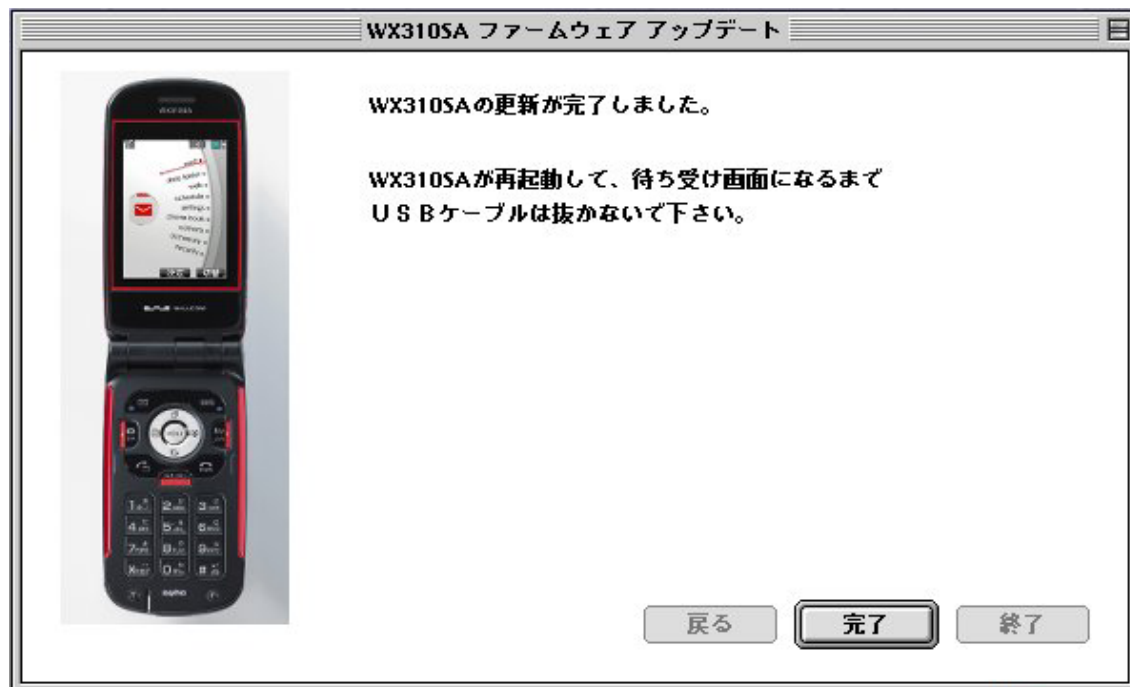 WX310SA ファームウェア アップデート
WX310SAの更新が完了しました。
WX310SAが再起動して、待ち受け画面になるまで
ＵＳＢケーブルは抜かないで下さい。
戻る
完了
終了